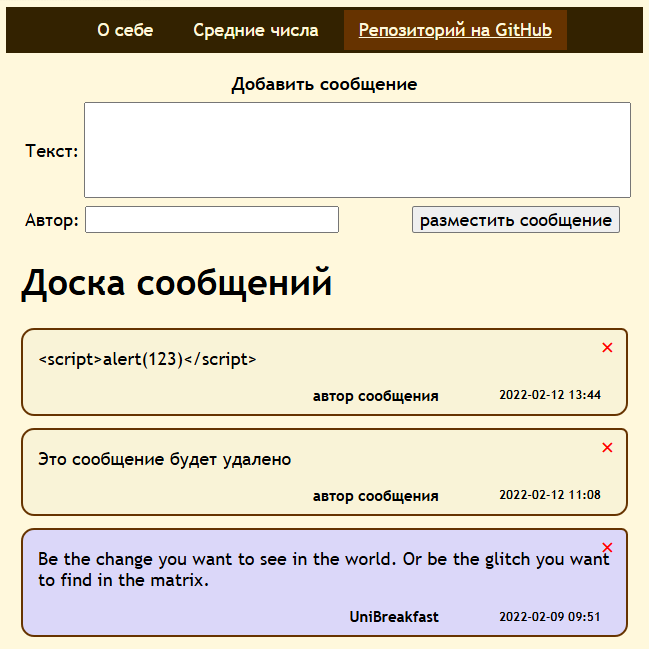 О себе Средние числа Репозиторий на GitHub
Добавить сообщение
Текст:
Автор: разместить сообщение
Доска сообщений
✕
<script>alert(123)</script>
автор сообщения 2022-02-12 13:44
✕
Это сообщение будет удалено
автор сообщения 2022-02-12 11:08
✕
Be the change you want to see in the world. Or be the glitch you want
to find in the matrix.
UniBreakfast 2022-02-09 09:51